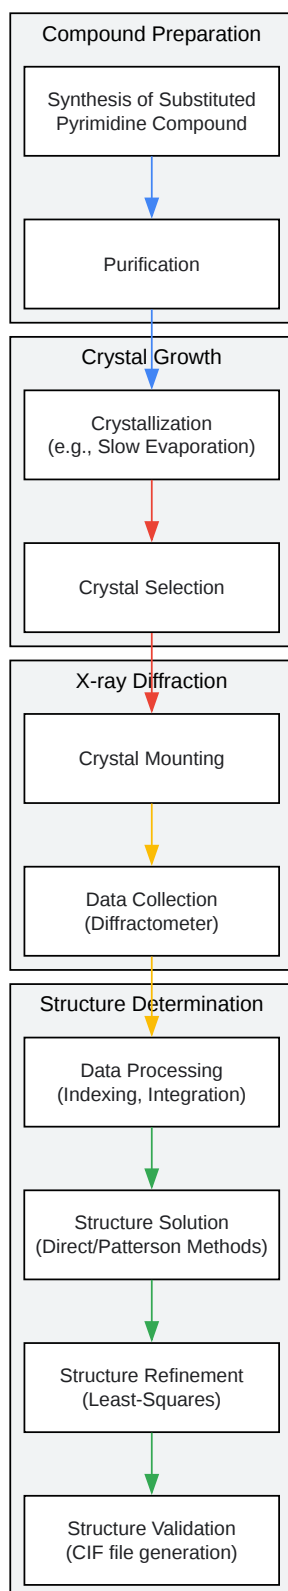 Compound Preparation
Synthesis of Substituted
Pyrimidine Compound
Purification
Crystal Growth
Crystallization
(e.g., Slow Evaporation)
Crystal Selection
X-ray Diffraction
Crystal Mounting
Data Collection
(Diffractometer)
Structure Determination
Data Processing
(Indexing, Integration)
Structure Solution
(Direct/Patterson Methods)
Structure Refinement
(Least-Squares)
Structure Validation
(CIF file generation)